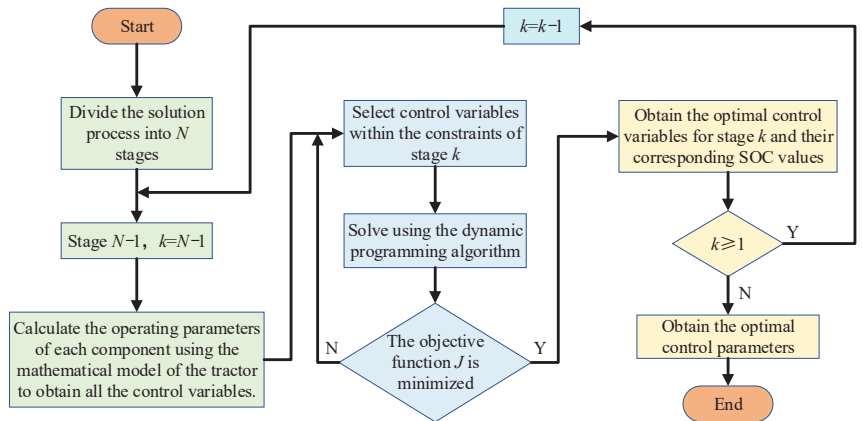 Start
Divide the solution
process into N
stages
Stage N−1, k=N−1
Calculate the operating parameters
of each component using the
mathematical model of the tractor
to obtain all the control variables.
Select control variables
within the constraints of
stage k
Solve using the dynamic
programming algorithm
The objective
function J is
minimized
N
Y
k=k−1
Obtain the optimal control
variables for stage k and their
corresponding SOC values
k⩾1
Y
N
Obtain the optimal
control parameters
End